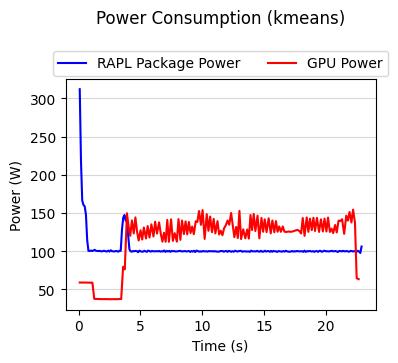 Power Consumption (kmeans)
RAPL Package Power
GPU Power
Power (W)
300
250
200
150
100
50
0
5
10
15
20
Time (s)